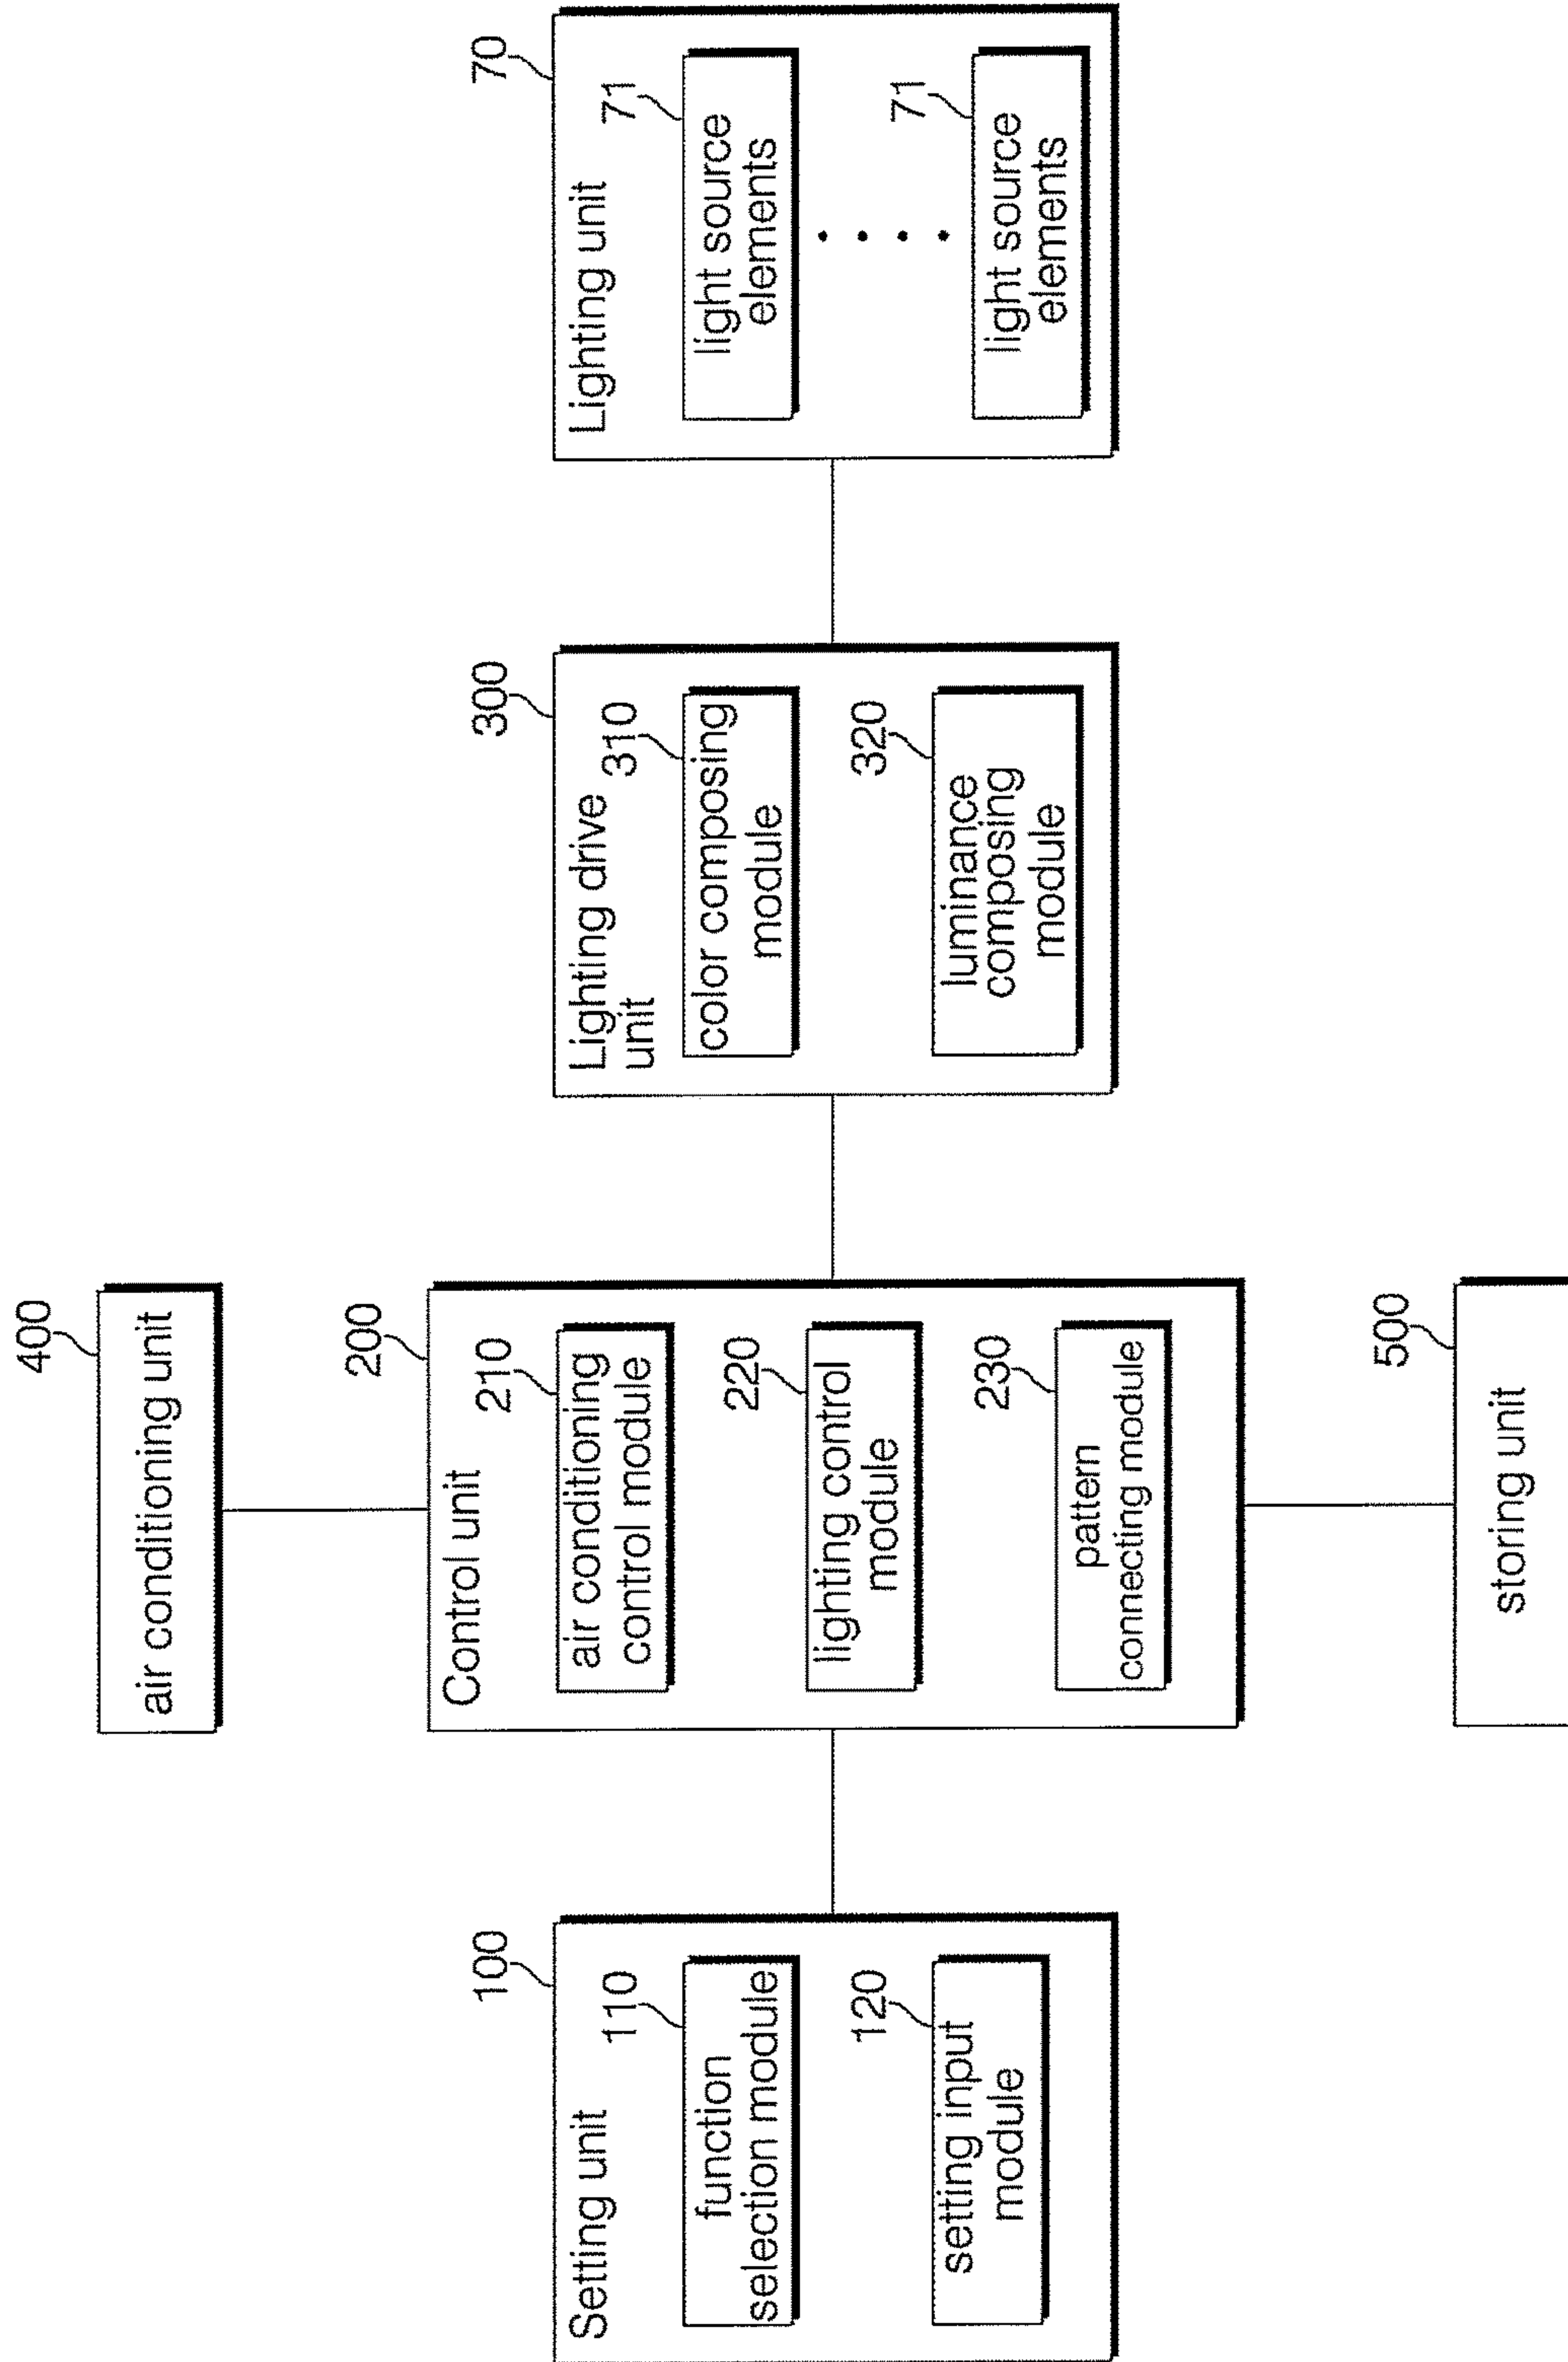 400
air conditioning unit
100
Setting unit
110
function
selection module
120
setting input
module
200
Control unit
210
air conditioning
control module
220
lighting control
module
230
pattern
connecting module
300
Lighting drive
unit
310
color composing
module
320
luminance
composing
module
70
Lighting unit
71
light source
elements
71
light source
elements
500
storing unit